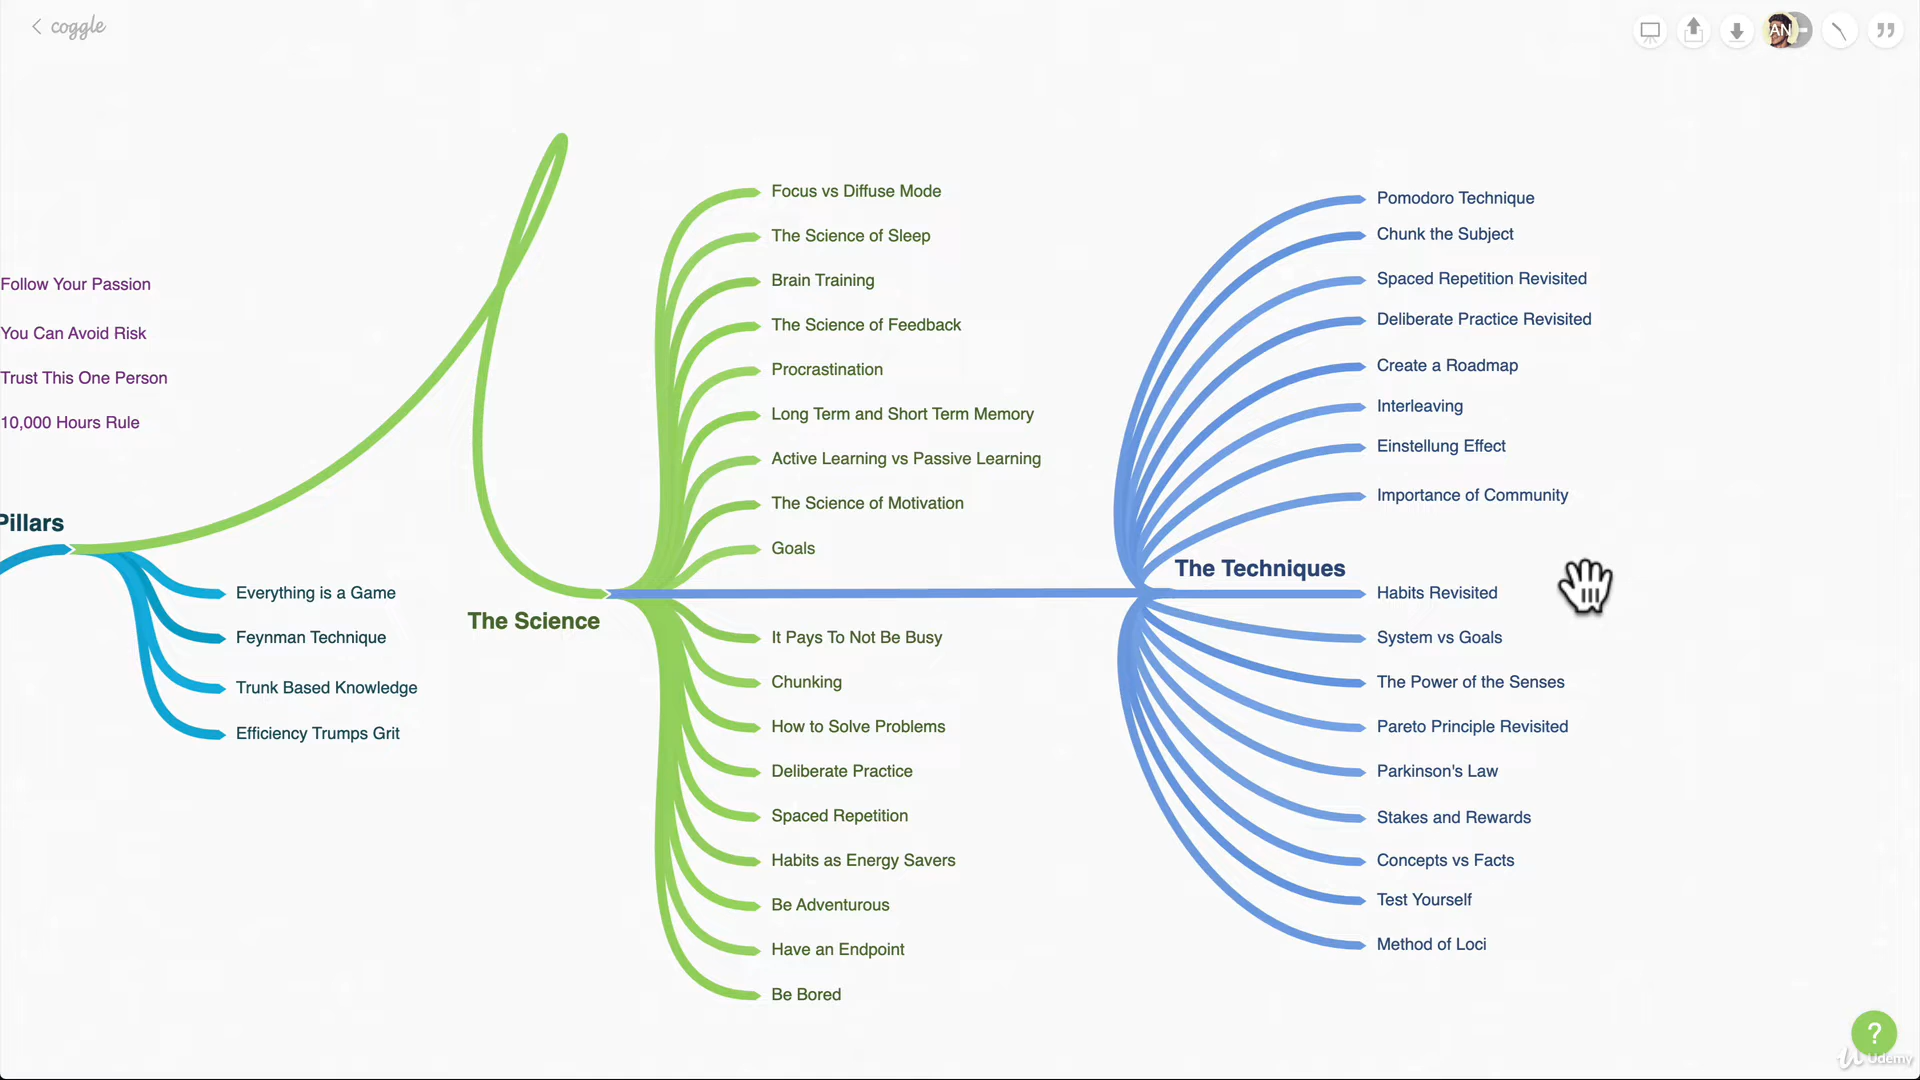 coggle
AN
Follow Your Passion
You Can Avoid Risk
Trust This One Person
10,000 Hours Rule
Pillars
Everything is a Game
Feynman Technique
Trunk Based Knowledge
Efficiency Trumps Grit
The Science
Focus vs Diffuse Mode
The Science of Sleep
Brain Training
The Science of Feedback
Procrastination
Long Term and Short Term Memory
Active Learning vs Passive Learning
The Science of Motivation
Goals
It Pays To Not Be Busy
Chunking
How to Solve Problems
Deliberate Practice
Spaced Repetition
Habits as Energy Savers
Be Adventurous
Have an Endpoint
Be Bored
The Techniques
Pomodoro Technique
Chunk the Subject
Spaced Repetition Revisited
Deliberate Practice Revisited
Create a Roadmap
Interleaving
Einstellung Effect
Importance of Community
Habits Revisited
System vs Goals
The Power of the Senses
Pareto Principle Revisited
Parkinson's Law
Stakes and Rewards
Concepts vs Facts
Test Yourself
Method of Loci
?
Udemy